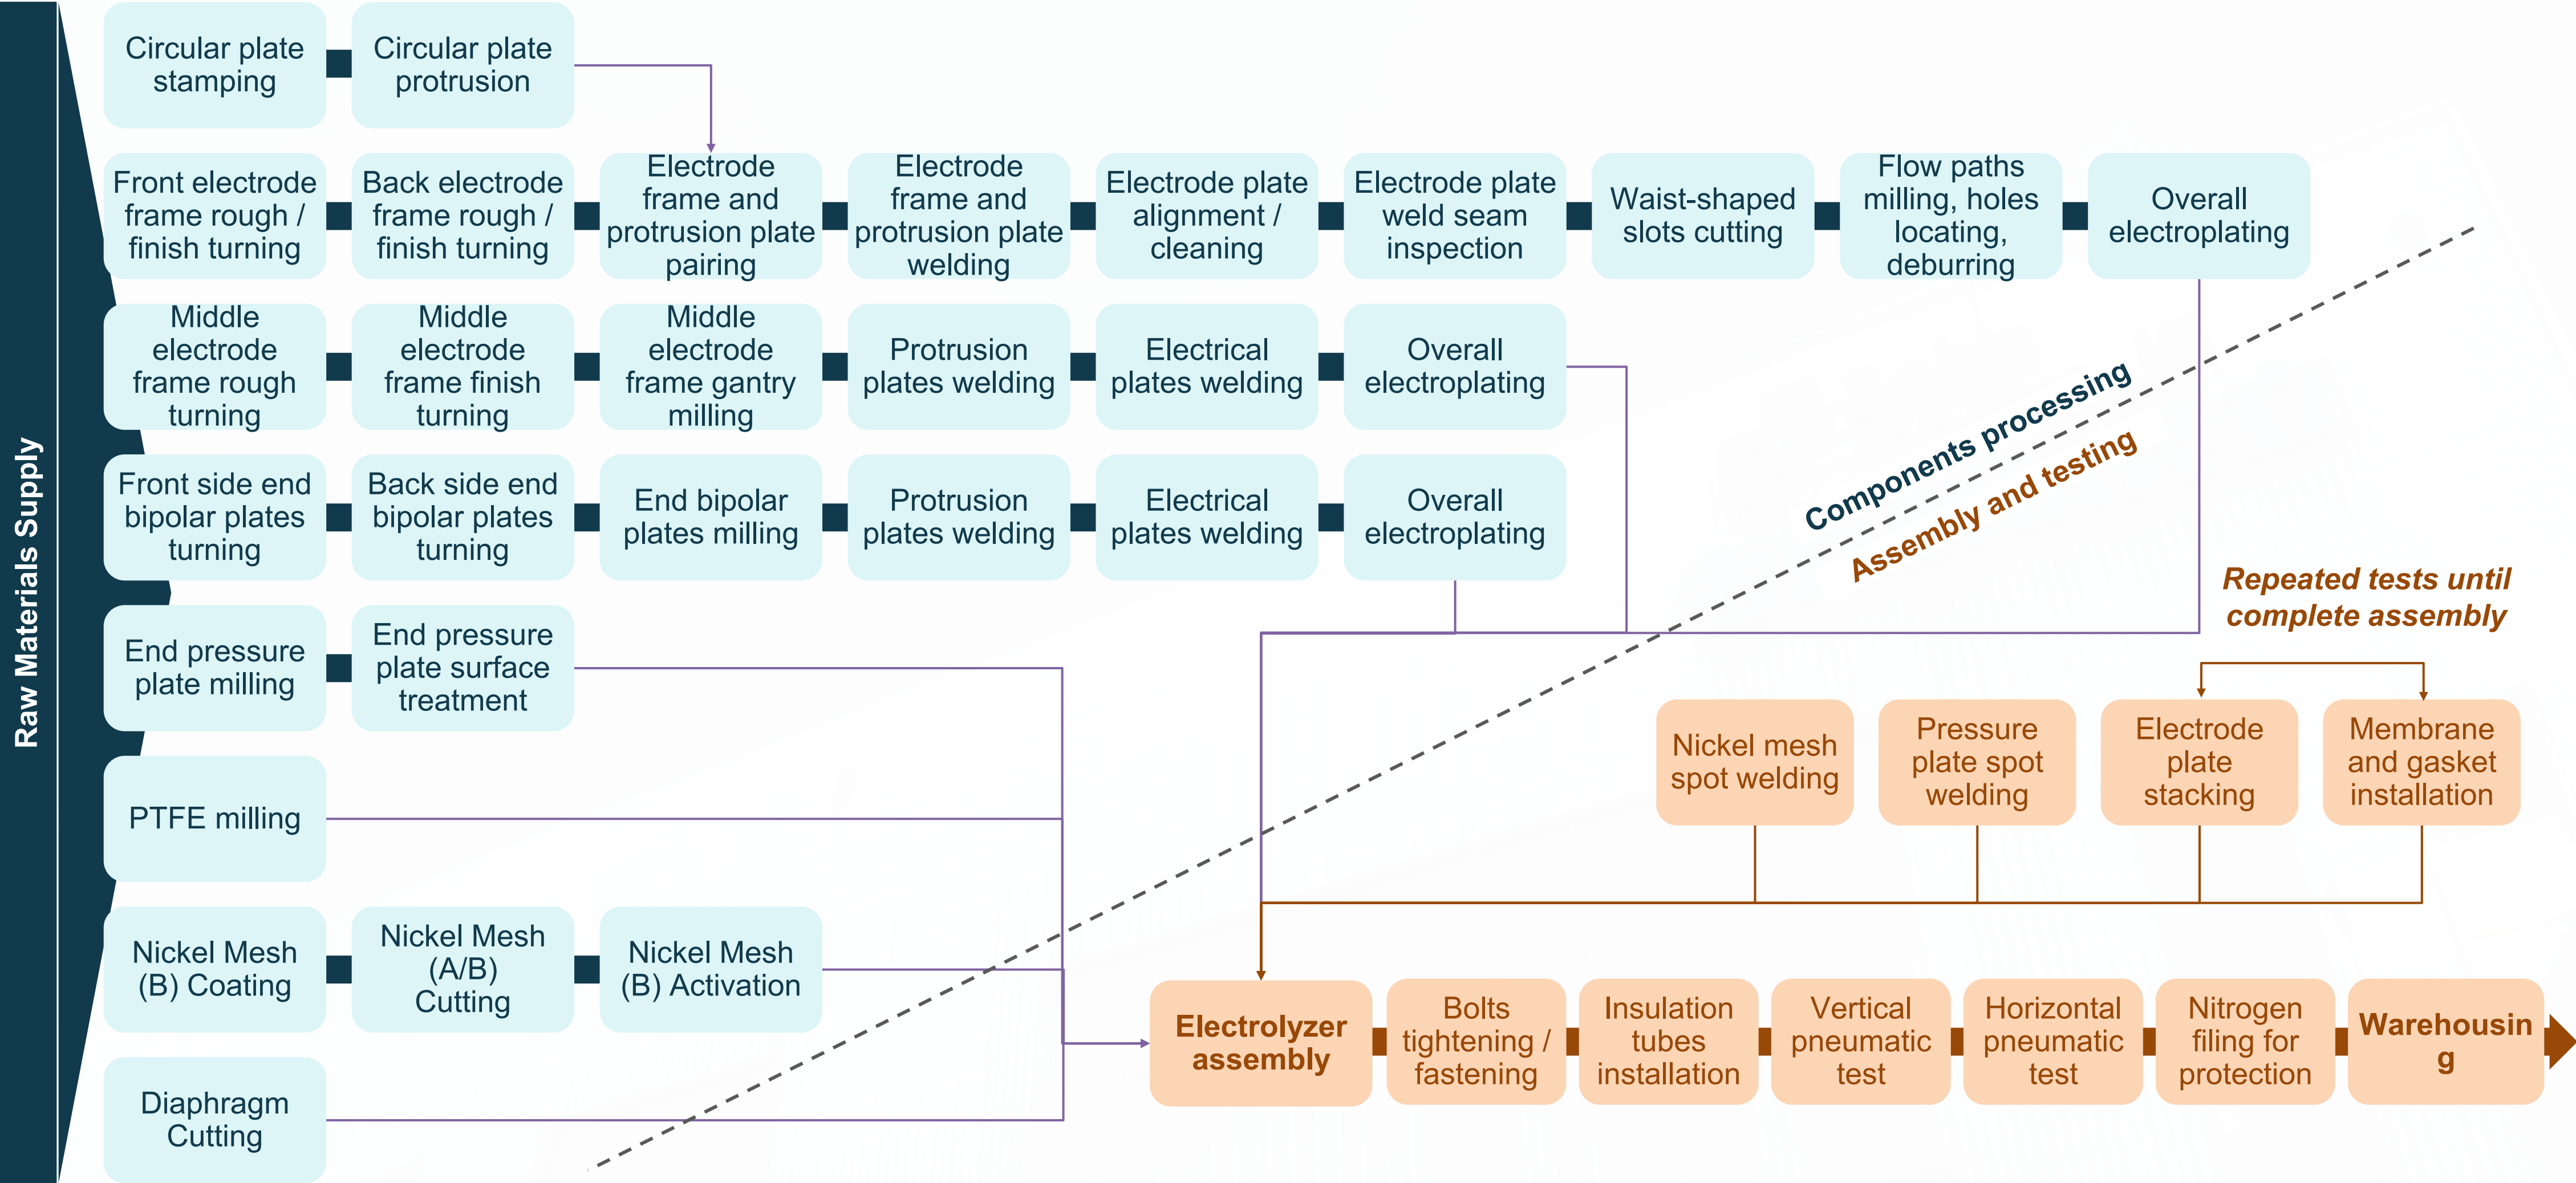 Raw Materials Supply
Circular plate
stamping
Circular plate
protrusion
Front electrode
frame rough /
finish turning
Back electrode
frame rough /
finish turning
Electrode
frame and
protrusion plate
pairing
Electrode
frame and
protrusion plate
welding
Electrode plate
alignment /
cleaning
Electrode plate
weld seam
inspection
Waist-shaped
slots cutting
Flow paths
milling, holes
locating,
deburring
Overall
electroplating
Middle
electrode
frame rough
turning
Middle
electrode
frame finish
turning
Middle
electrode
frame gantry
milling
Protrusion
plates welding
Electrical
plates welding
Overall
electroplating
Front side end
bipolar plates
turning
Back side end
bipolar plates
turning
End bipolar
plates milling
Protrusion
plates welding
Electrical
plates welding
Overall
electroplating
Components processing
Assembly and testing
End pressure
plate milling
End pressure
plate surface
treatment
Repeated tests until
complete assembly
PTFE milling
Nickel mesh
spot welding
Pressure
plate spot
welding
Electrode
plate
stacking
Membrane
and gasket
installation
Nickel Mesh
(B) Coating
Nickel Mesh
(A/B)
Cutting
Nickel Mesh
(B) Activation
Diaphragm
Cutting
Electrolyzer
assembly
Bolts
tightening /
fastening
Insulation
tubes
installation
Vertical
pneumatic
test
Horizontal
pneumatic
test
Nitrogen
filing for
protection
Warehousin
g